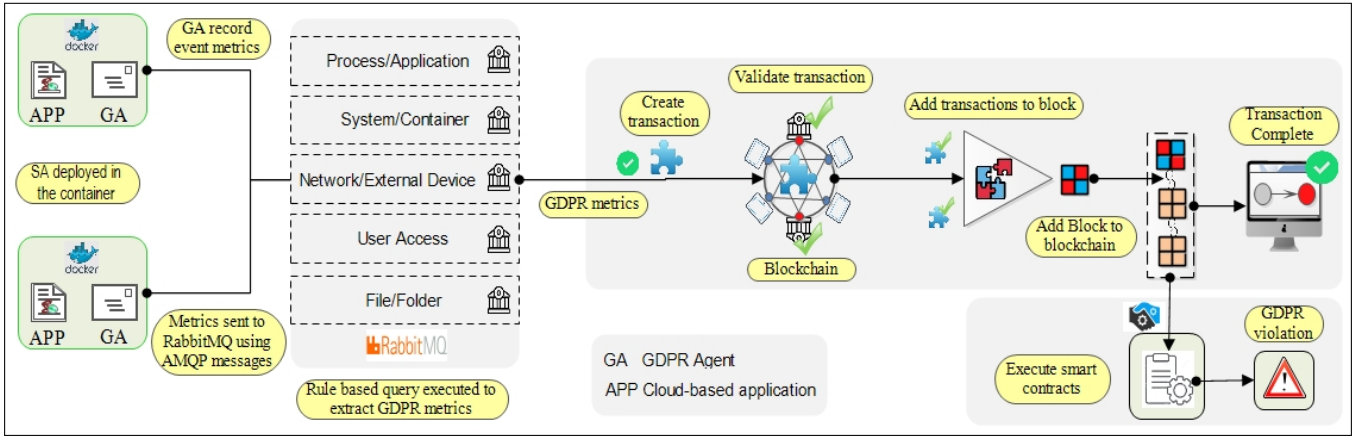 docker
APP GA
GA record
event metrics
SA deployed in
the container
docker
APP GA
Metrics sent to
RabbitMQ using
AMQP messages
Process/Application
System/Container
Network/External Device
User Access
File/Folder
RabbitMQ
Rule based query executed to
extract GDPR metrics
GDPR metrics
Create
transaction
Validate transaction
Blockchain
Add transactions to block
Add Block to
blockchain
Transaction
Complete
GA GDPR Agent
APP Cloud-based application
Execute smart
contracts
GDPR
violation